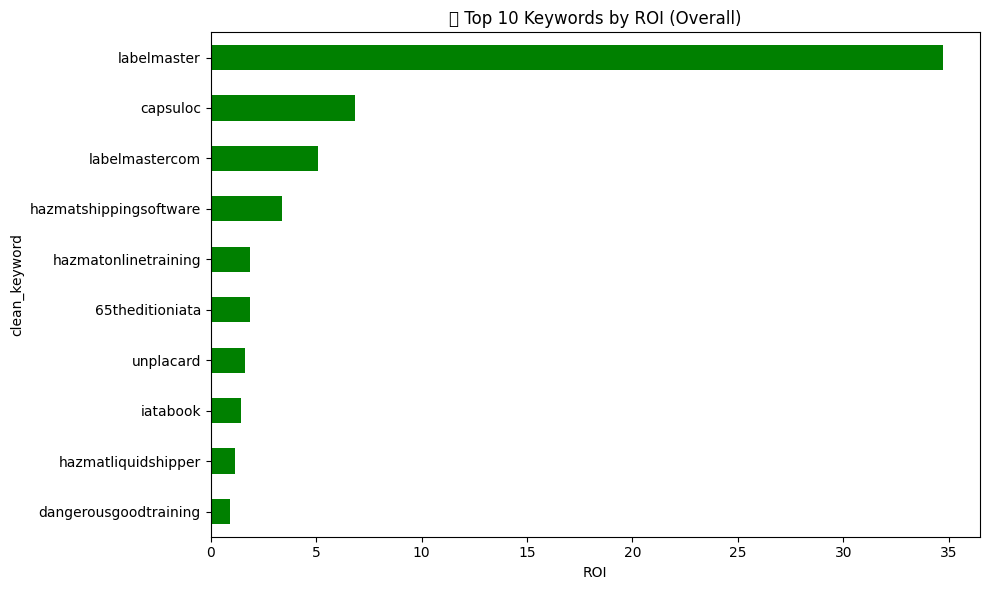 ▯ Top 10 Keywords by ROI (Overall)
labelmaster
capsuloc
labelmastercom
hazmatshippingsoftware
hazmatonlinetraining
65theditioniata
unplacard
iatabook
hazmatliquidshipper
dangerousgoodtraining
clean_keyword
0 5 10 15 20 25 30 35
ROI